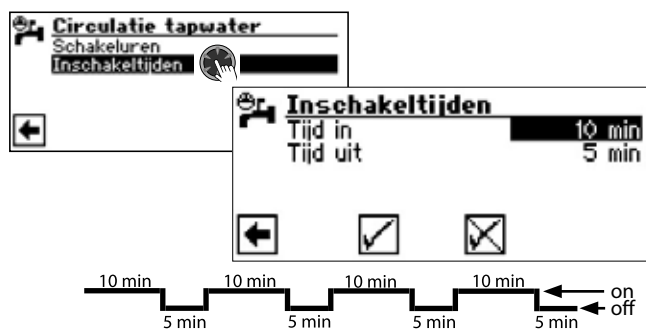 Circulatie tapwater
Schakeluren
Inschakeltijden
Inschakeltijden
Tijd in 10 min
Tijd uit 5 min
10 min 10 min 10 min 10 min
on
off
5 min 5 min 5 min 5 min